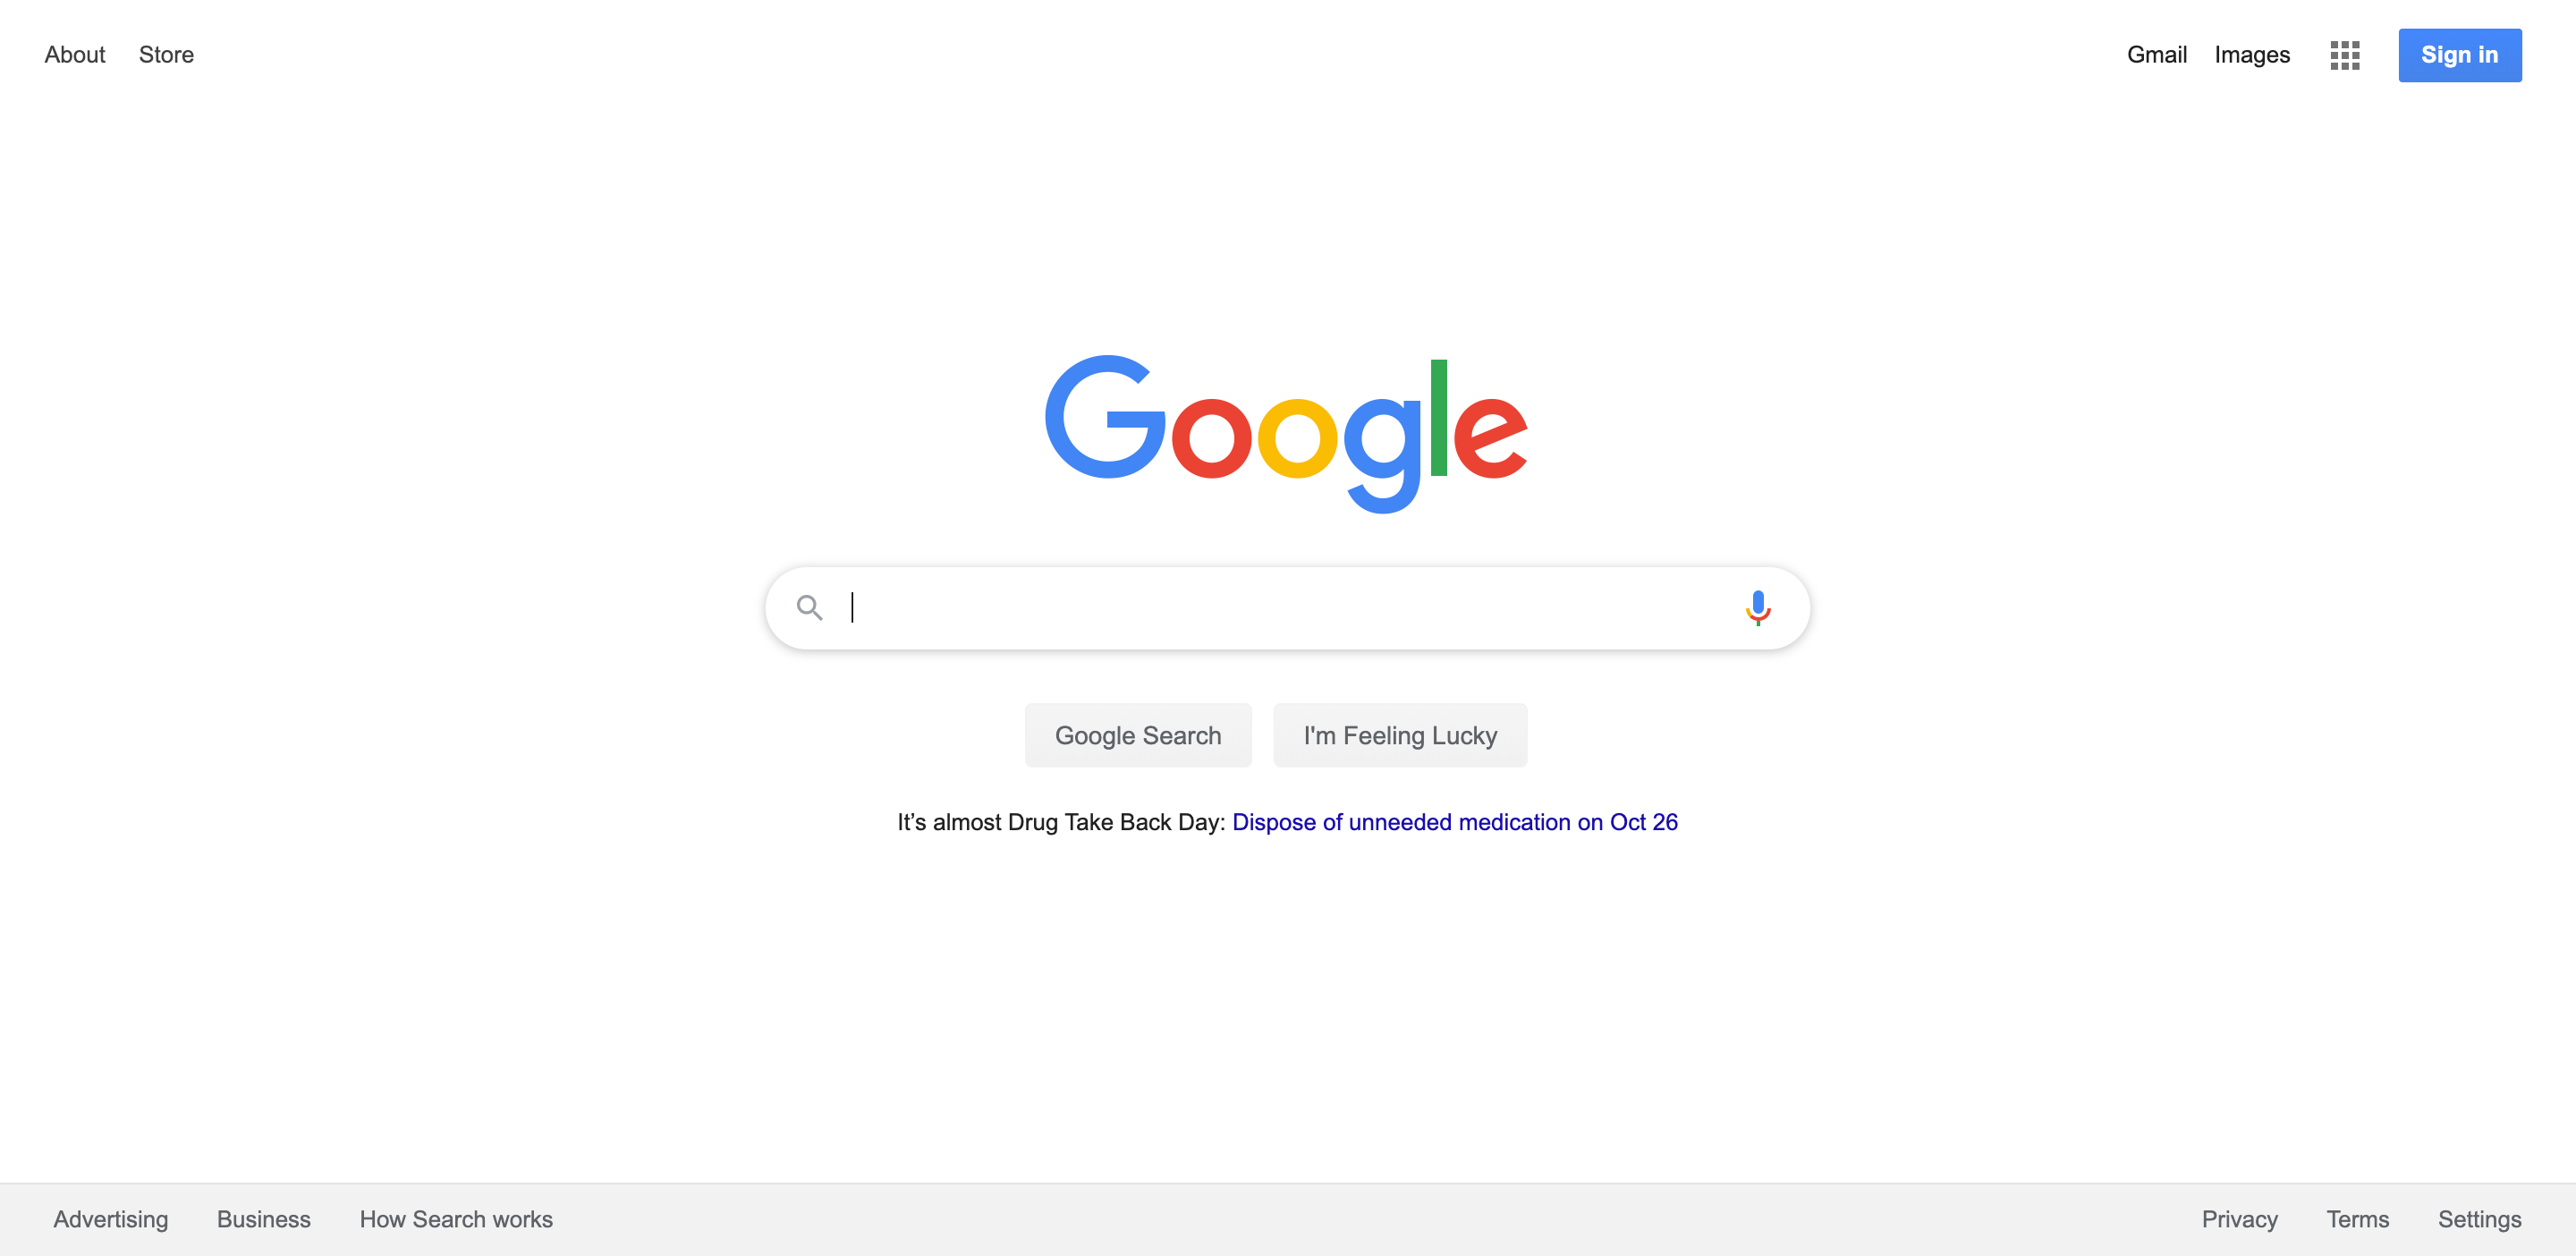 About Store Gmail Images Sign in
Google
Google Search I'm Feeling Lucky
It’s almost Drug Take Back Day: Dispose of unneeded medication on Oct 26
Advertising Business How Search works Privacy Terms Settings